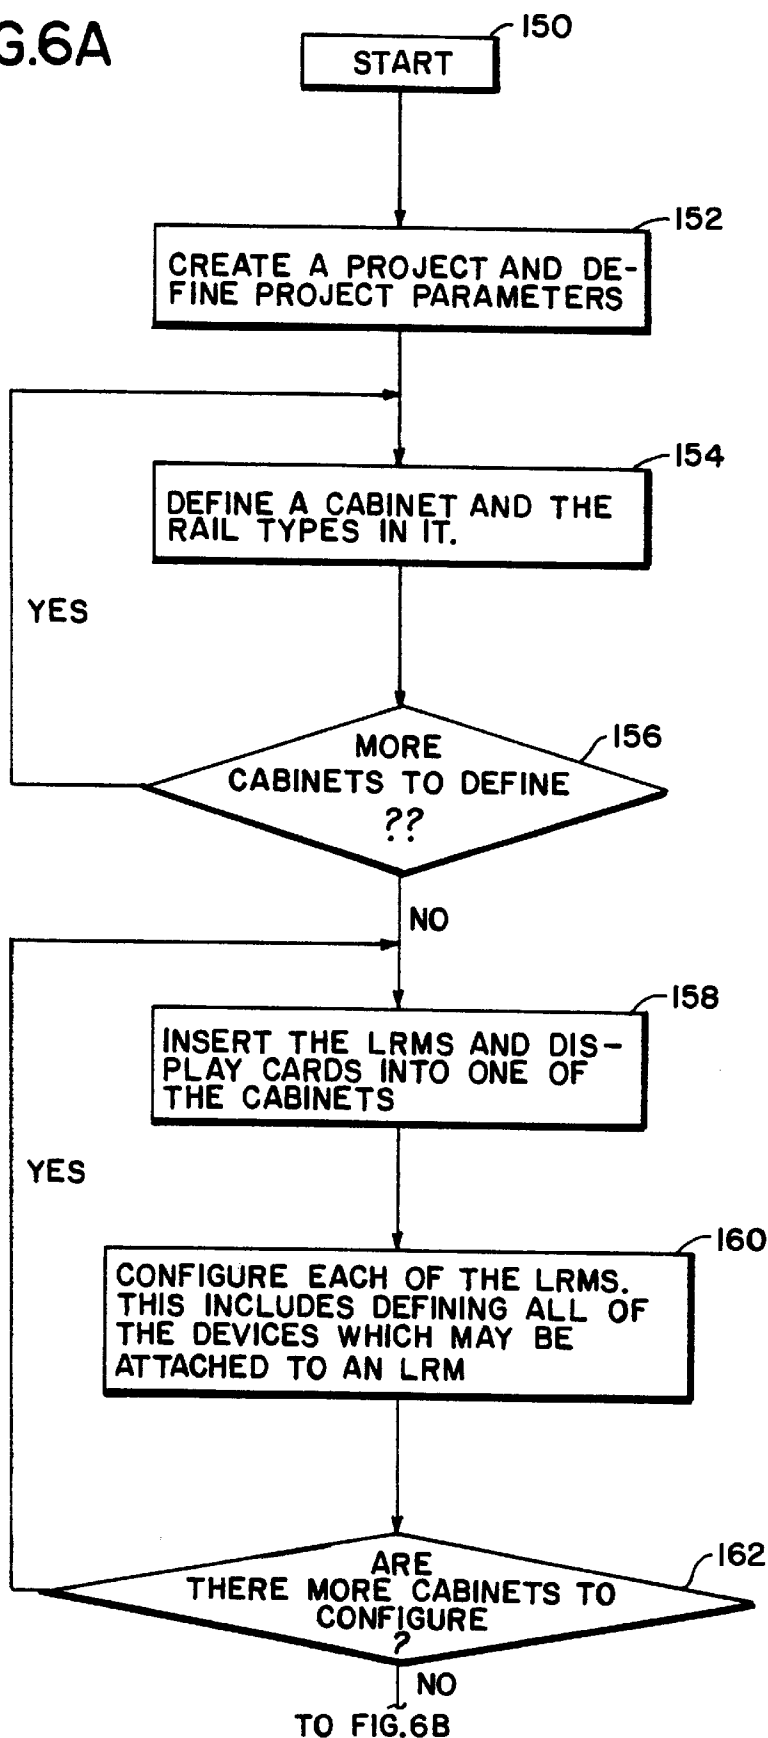 G.6A
150
START
152
CREATE A PROJECT AND DE-
FINE PROJECT PARAMETERS
154
DEFINE A CABINET AND THE
RAIL TYPES IN IT.
YES
156
MORE
CABINETS TO DEFINE
??
NO
158
INSERT THE LRMS AND DIS-
PLAY CARDS INTO ONE OF
THE CABINETS
YES
160
CONFIGURE EACH OF THE LRMS.
THIS INCLUDES DEFINING ALL OF
THE DEVICES WHICH MAY BE
ATTACHED TO AN LRM
162
ARE
THERE MORE CABINETS TO
CONFIGURE
?
NO
TO FIG.6B